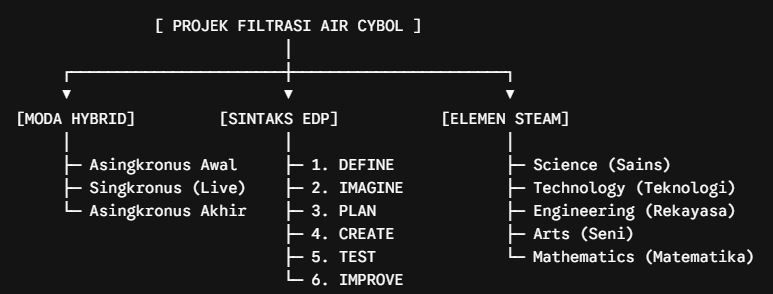 [ PROJEK FILTRASI AIR CYBOL ]
[MODA HYBRID] [SINTAKS EDP] [ELEMEN STEAM]
Asingkronus Awal 1. DEFINE Science (Sains)
Singkronus (Live) 2. IMAGINE Technology (Teknologi)
Asingkronus Akhir 3. PLAN Engineering (Rekayasa)
4. CREATE Arts (Seni)
5. TEST Mathematics (Matematika)
6. IMPROVE